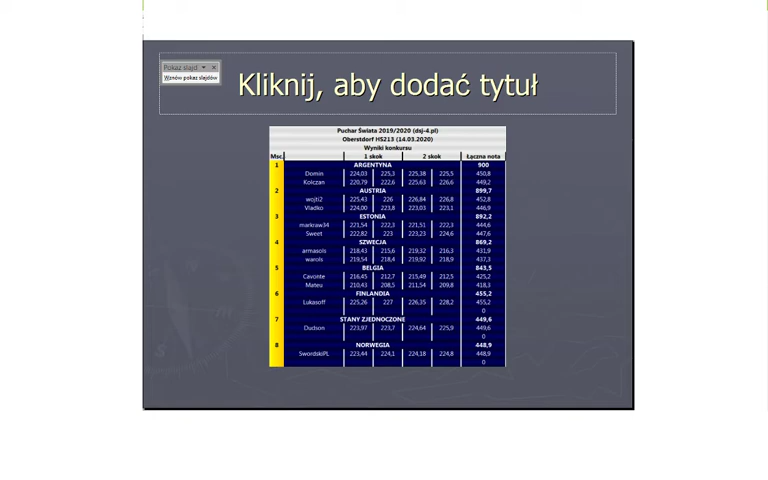 Pokaz slajd
Wznów pokaz slajdów
Kliknij, aby dodać tytuł
Puchar Świata 2019/2020 (dsj-4.pl)
Oberstdorf HS213 (14.03.2020)
Wyniki konkursu
Msc. 1 skok 2 skok Łączna nota
1 ARGENTYNA 900
Domin 224,03 225,3 225,38 225,5 450,8
Kolczan 220,79 222,6 225,63 226,6 449,2
2 AUSTRIA 899,7
wojti2 225,43 226 226,84 226,8 452,8
Vladko 224,00 223,8 223,03 223,1 446,9
3 ESTONIA 892,2
markraw34 221,54 222,3 221,51 222,3 444,6
Sweet 222,82 223 223,23 224,6 447,6
4 SZWECJA 869,2
armasols 218,43 215,6 219,32 216,3 431,9
warols 219,54 218,4 219,92 218,9 437,3
5 BELGIA 843,5
Cavonte 216,45 212,7 215,49 212,5 425,2
Mateu 210,43 208,5 211,54 209,8 418,3
6 FINLANDIA 455,2
Lukasoff 225,26 227 226,35 228,2 455,2
0
7 STANY ZJEDNOCZONE 449,6
Dudson 223,97 223,7 224,64 225,9 449,6
0
8 NORWEGIA 448,9
SwordskiPL 223,44 224,1 224,18 224,8 448,9
0